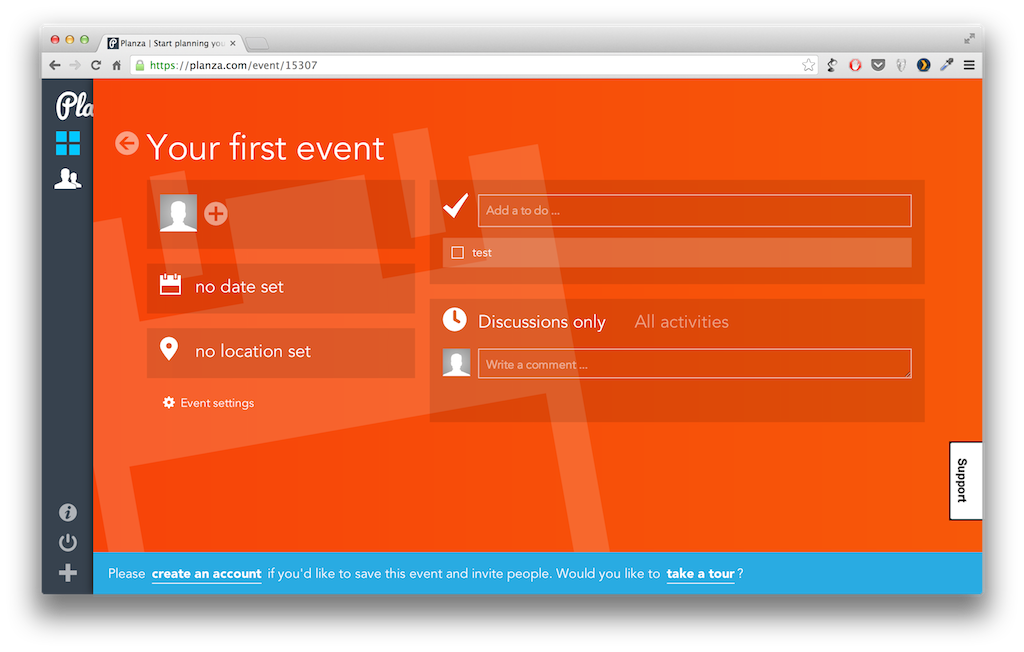 Planza | Start planning you
https://planza.com/event/15307
Pla
Your first event
Add a to do ...
test
no date set
Discussions only All activities
no location set
Write a comment ...
Event settings
Support
Please create an account if you'd like to save this event and invite people. Would you like to take a tour ?